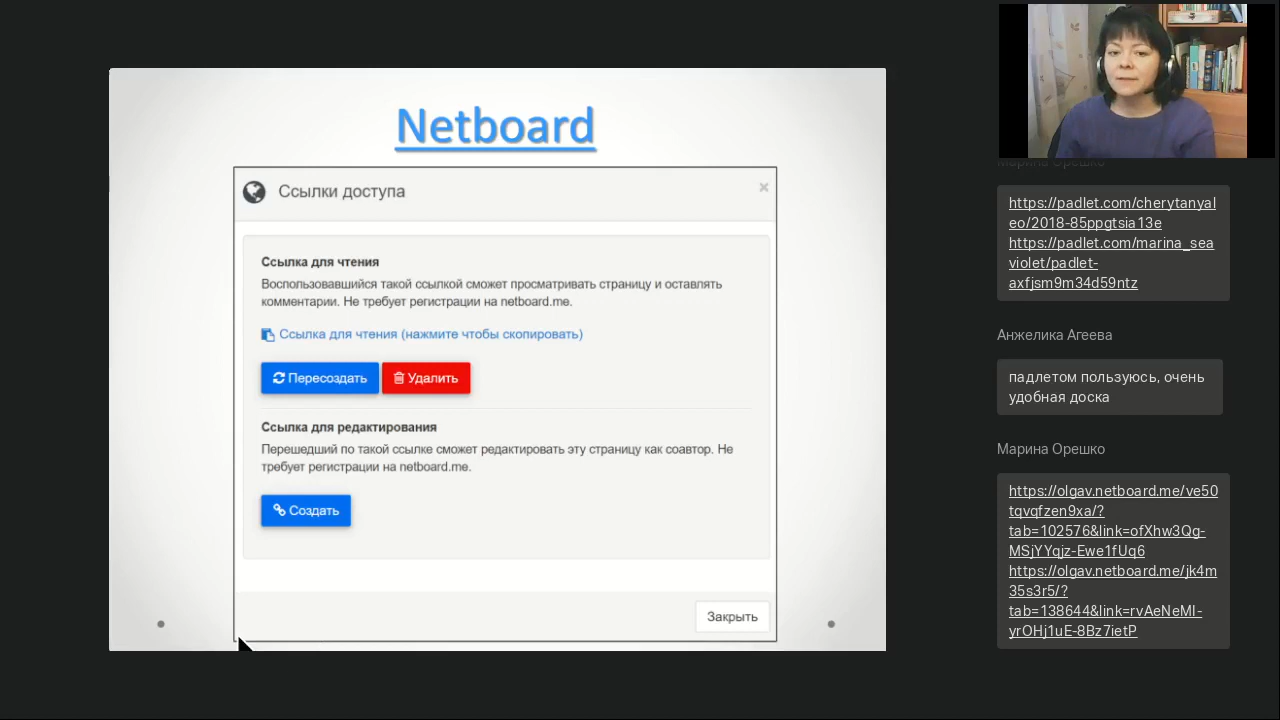 Netboard
Ссылки доступа
×
Ссылка для чтения
Воспользовавшийся такой ссылкой сможет просматривать страницу и оставлять
комментарии. Не требует регистрации на netboard.me.
Ссылка для чтения (нажмите чтобы скопировать)
Пересоздать Удалить
Ссылка для редактирования
Перешедший по такой ссылке сможет редактировать эту страницу как соавтор. Не
требует регистрации на netboard.me.
Создать
Закрыть
Марина Орешко
https://padlet.com/cherytanyal
eo/2018-85ppgtsia13e
https://padlet.com/marina_sea
violet/padlet-
axfjsm9m34d59ntz
Анжелика Агеева
падлетом пользуюсь, очень
удобная доска
Марина Орешко
https://olgav.netboard.me/ve50
tqvqfzen9xa/?
tab=102576&link=ofXhw3Qg-
MSjYYqjz-Ewe1fUq6
https://olgav.netboard.me/jk4m
35s3r5/?
tab=138644&link=rvAeNeMI-
yrOHj1uE-8Bz7ietP